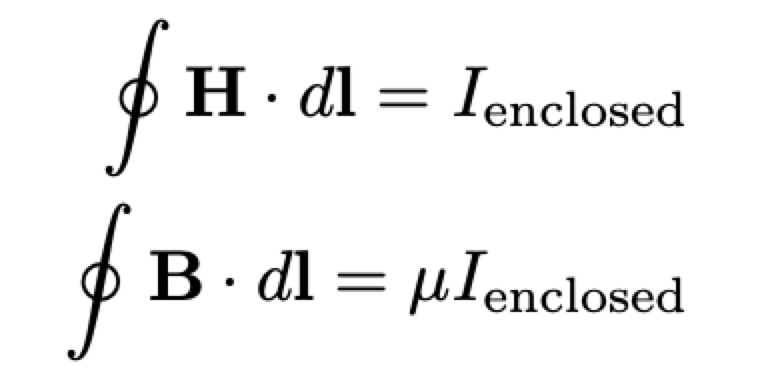 ∮ 𝐇 · d𝐥 = I_enclosed
∮ 𝐁 · d𝐥 = μI_enclosed